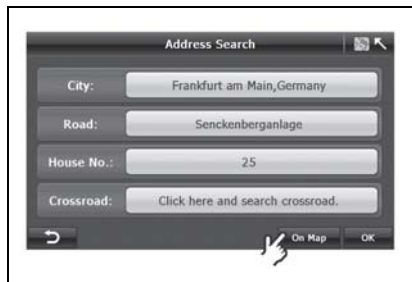 Address Search
City: Frankfurt am Main,Germany
Road: Senckenberganlage
House No.: 25
Crossroad: Click here and search crossroad.
On Map OK